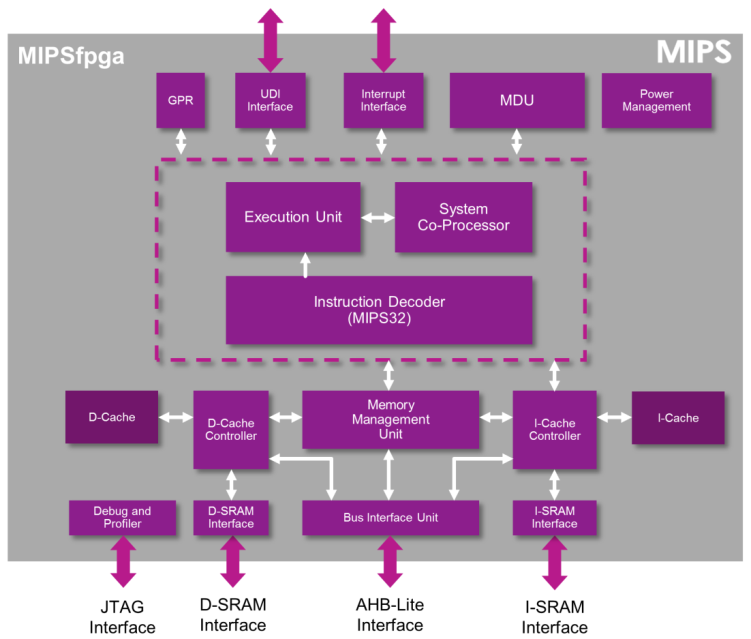 MIPSfpga
MIPS
GPR
UDI
Interface
Interrupt
Interface
MDU
Power
Management
Execution Unit
System
Co-Processor
Instruction Decoder
(MIPS32)
D-Cache
D-Cache
Controller
Memory
Management
Unit
I-Cache
Controller
I-Cache
Debug and
Profiler
D-SRAM
Interface
Bus Interface Unit
I-SRAM
Interface
JTAG
Interface
D-SRAM
Interface
AHB-Lite
Interface
I-SRAM
Interface